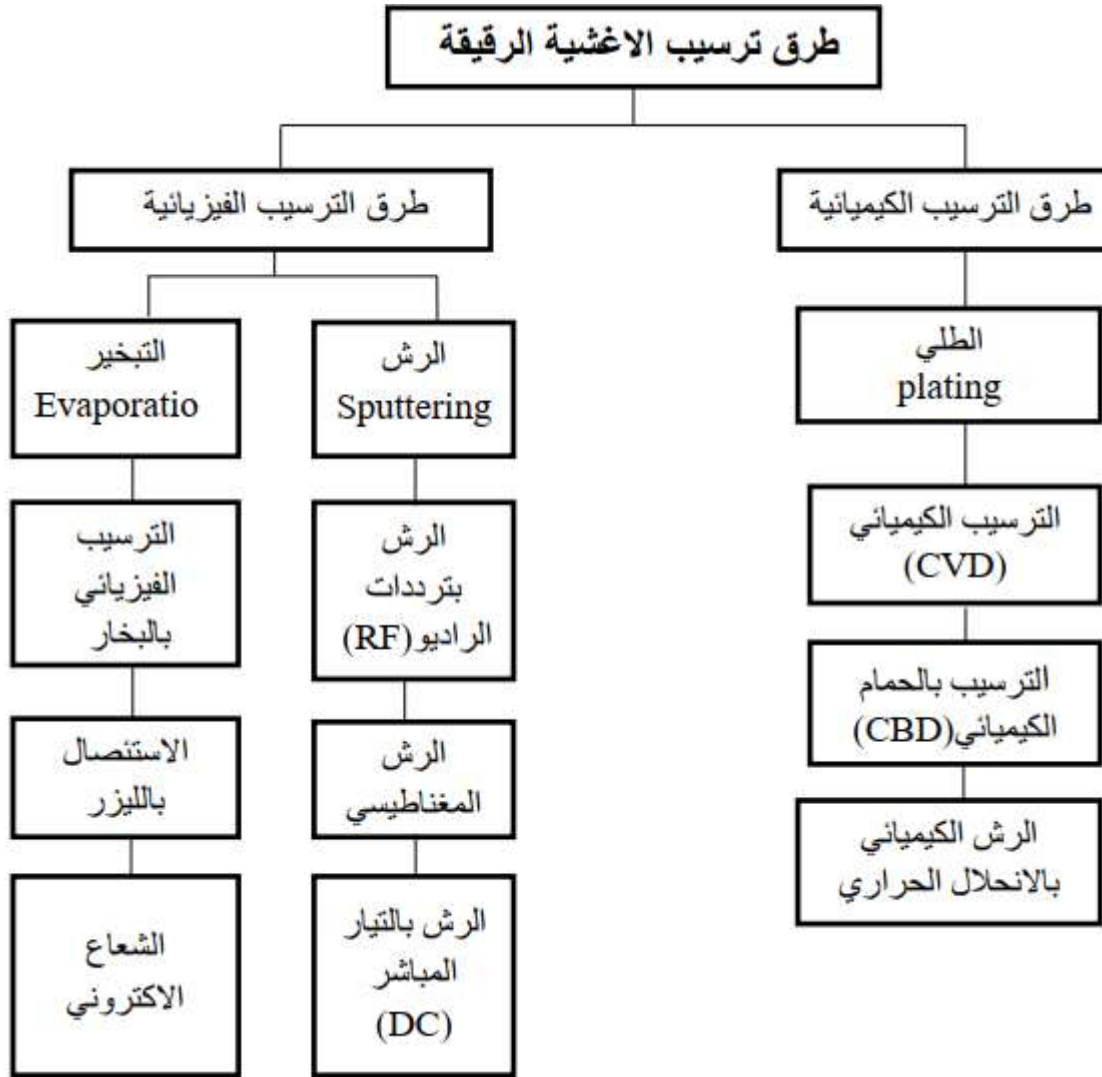 طرق ترسيب الاغشية الرقيقة
طرق الترسيب الكيميائية
طرق الترسيب الفيزيائية
الطلي
plating
الترسيب الكيميائي
(CVD)
الترسيب بالحمام
الكيميائي(CBD)
الرش الكيميائي
بالانحلال الحراري
الرش
Sputtering
الرش
بترددات
الراديو(RF)
الرش
المغناطيسي
الرش بالتيار
المباشر
(DC)
التبخير
Evaporatio
الترسيب
الفيزيائي
بالبخار
الاستئصال
بالليزر
الشعاع
الاكتروني